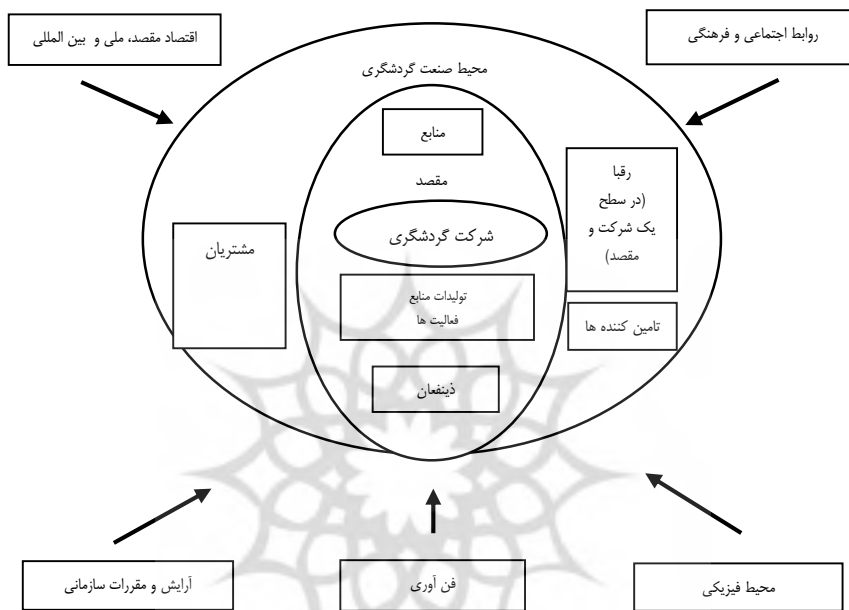 روابط اجتماعی و فرهنگی
اقتصاد مقصد، ملی و بین المللی
محیط صنعت گردشگری
منابع
مقصد
رقبا
(در سطح
یک شرکت و
مقصد)
شرکت گردشگری
مشتریان
تولیدات منابع
فعالیت ها
تامین کننده ها
ذینفعان
محیط فیزیکی
فن آوری
آرایش و مقررات سازمانی